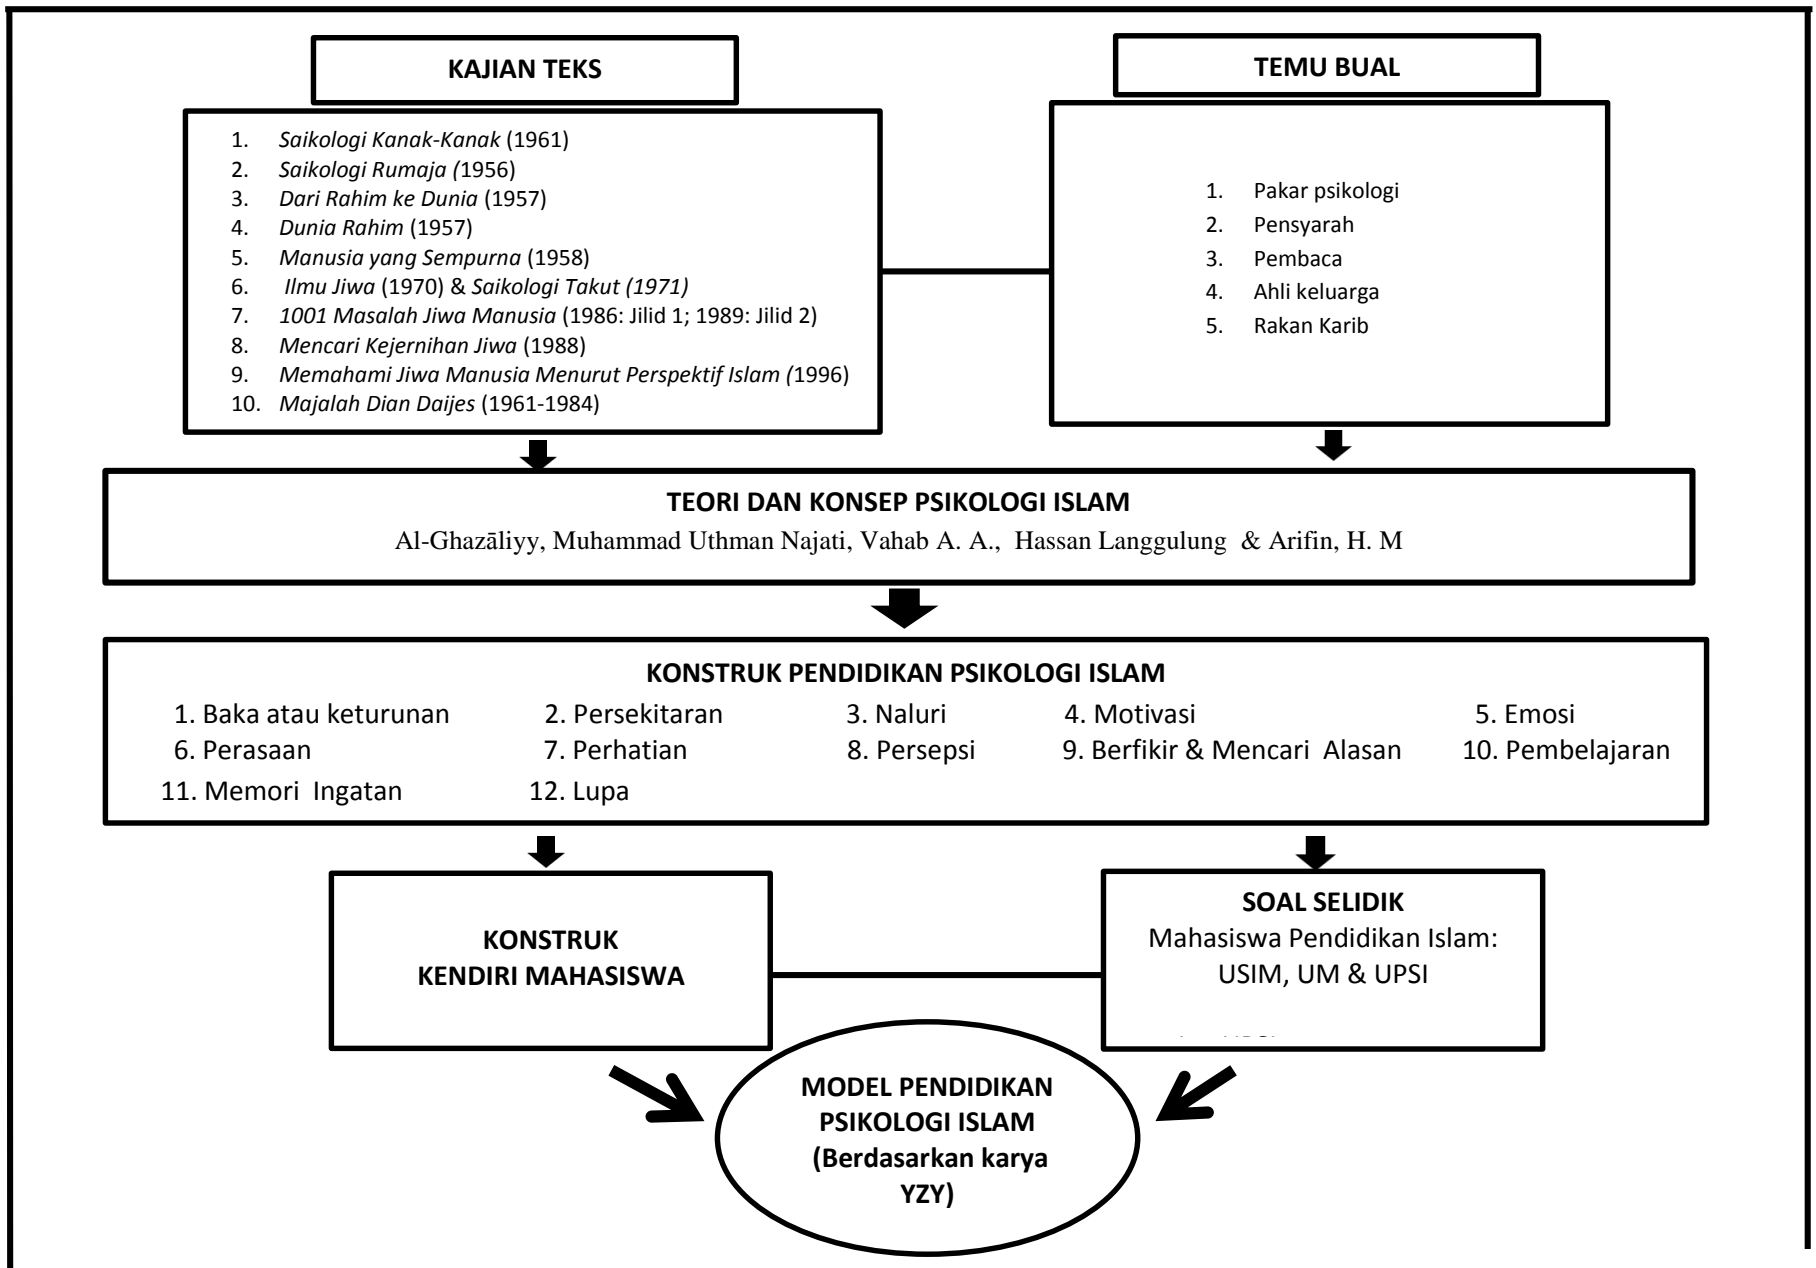 KAJIAN TEKS
1. Saikologi Kanak-Kanak (1961)
2. Saikologi Rumaja (1956)
3. Dari Rahim ke Dunia (1957)
4. Dunia Rahim (1957)
5. Manusia yang Sempurna (1958)
6. Ilmu Jiwa (1970) & Saikologi Takut (1971)
7. 1001 Masalah Jiwa Manusia (1986: Jilid 1; 1989: Jilid 2)
8. Mencari Kejernihan Jiwa (1988)
9. Memahami Jiwa Manusia Menurut Perspektif Islam (1996)
10. Majalah Dian Daijes (1961-1984)
TEMU BUAL
1. Pakar psikologi
2. Pensyarah
3. Pembaca
4. Ahli keluarga
5. Rakan Karib
TEORI DAN KONSEP PSIKOLOGI ISLAM
Al-Ghazāliyy, Muhammad Uthman Najati, Vahab A. A., Hassan Langgulung & Arifin, H. M
KONSTRUK PENDIDIKAN PSIKOLOGI ISLAM
1. Baka atau keturunan 2. Persekitaran 3. Naluri 4. Motivasi 5. Emosi
6. Perasaan 7. Perhatian 8. Persepsi 9. Berfikir & Mencari Alasan 10. Pembelajaran
11. Memori Ingatan 12. Lupa
KONSTRUK
KENDIRI MAHASISWA
SOAL SELIDIK
Mahasiswa Pendidikan Islam:
USIM, UM & UPSI
MODEL PENDIDIKAN
PSIKOLOGI ISLAM
(Berdasarkan karya
YZY)